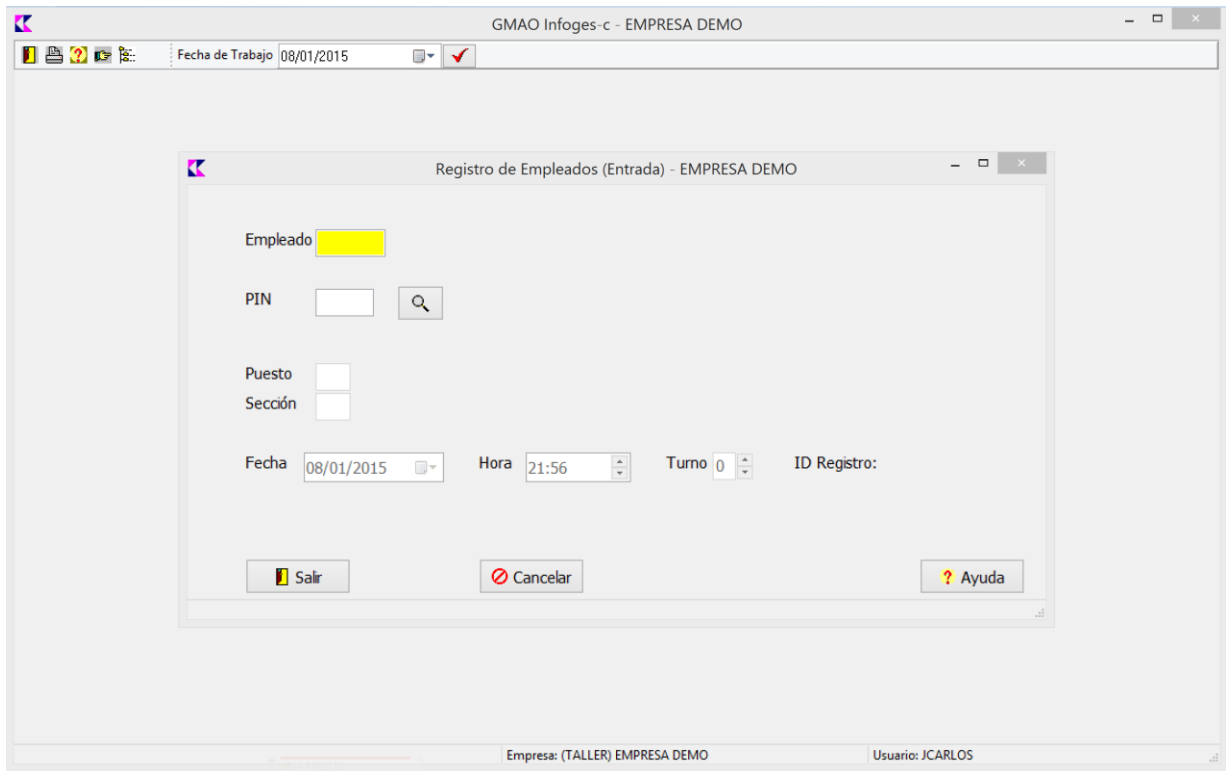 GMAO Infoges-c - EMPRESA DEMO
Fecha de Trabajo 08/01/2015
Registro de Empleados (Entrada) - EMPRESA DEMO
Empleado
PIN
Puesto
Sección
Fecha 08/01/2015 Hora 21:56 Turno 0 ID Registro:
Salir Cancelar ? Ayuda
Empresa: (TALLER) EMPRESA DEMO Usuario: JCARLOS